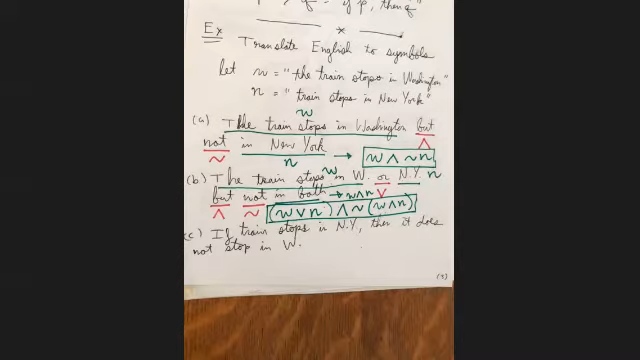 if p, then q"
Ex Translate English to symbols
Let w = "the train stops in Washington"
n = "train stops in New York"
w
(a) The train stops in Washington but
∧
not in New York
~ n → w ∧ ~n
w
(b) The train stops in W. or N.Y. n
but not in both → w∧n ∨
∧ ~ (w ∨ n) ∧ ~(w ∧ n)
(c) If train stops in N.Y., then it does
not stop in W.